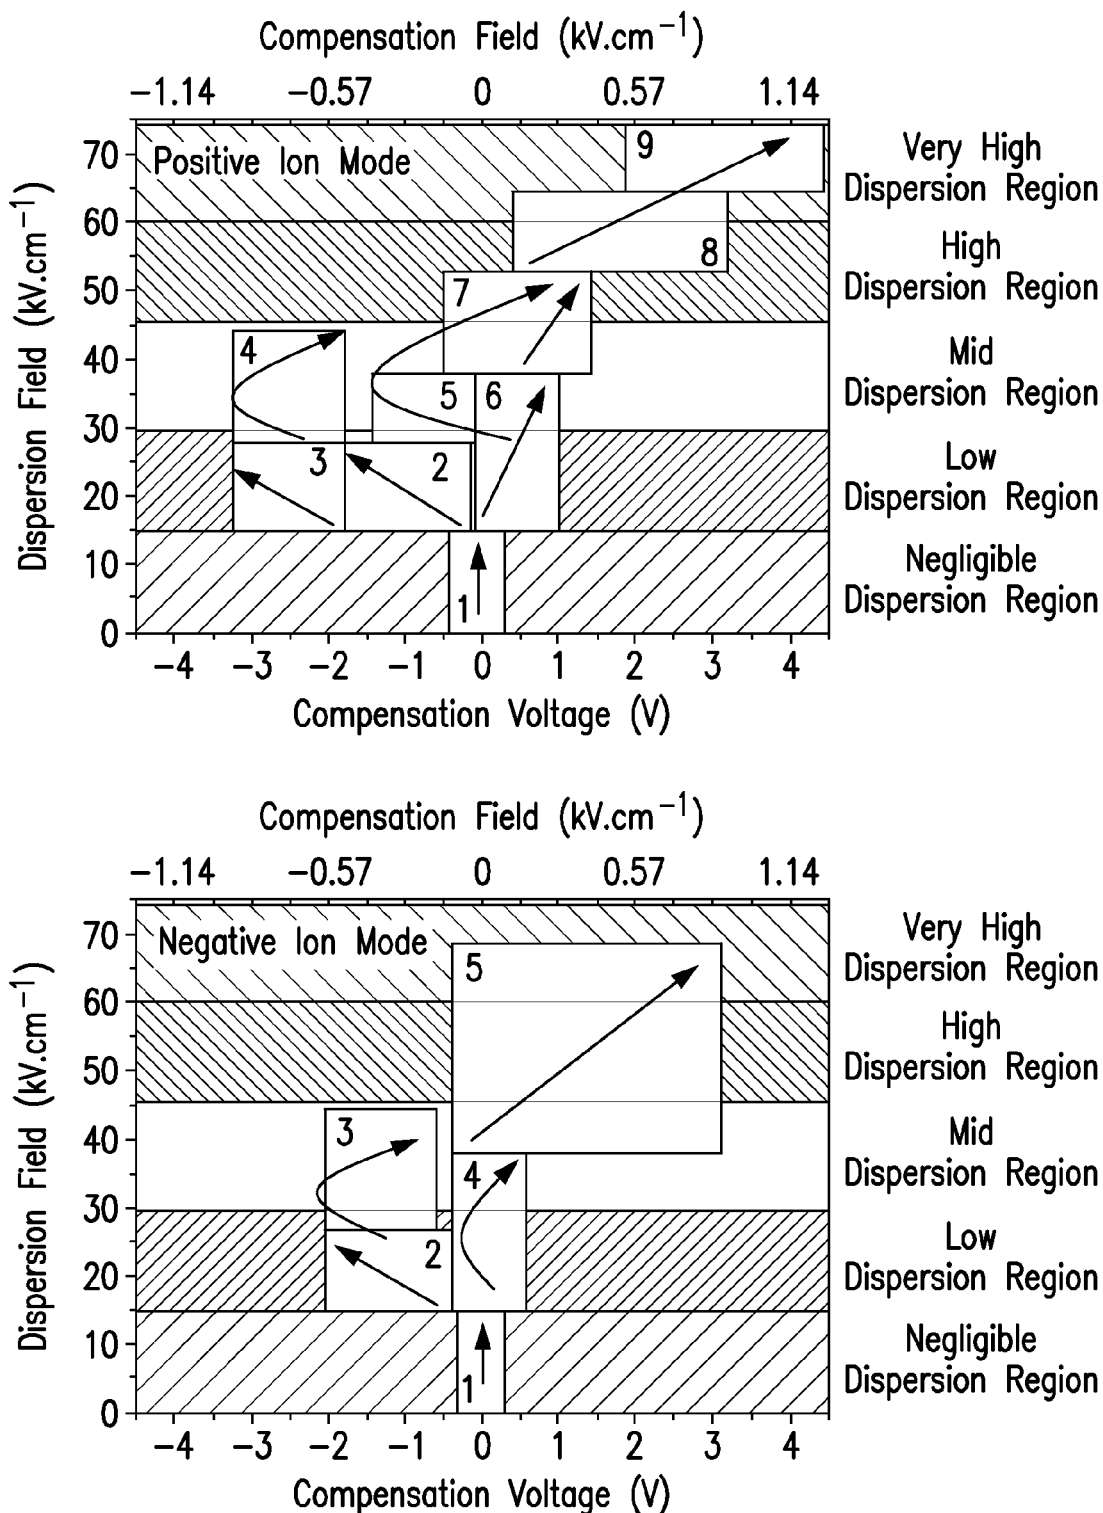 Compensation Field (kV.cm⁻¹)
−1.14 −0.57 0 0.57 1.14
Dispersion Field (kV.cm⁻¹)
70
60
50
40
30
20
10
0
Positive Ion Mode
9
8
7
4
5 6
3 2
1
Very High
Dispersion Region
High
Dispersion Region
Mid
Dispersion Region
Low
Dispersion Region
Negligible
Dispersion Region
−4 −3 −2 −1 0 1 2 3 4
Compensation Voltage (V)
Compensation Field (kV.cm⁻¹)
−1.14 −0.57 0 0.57 1.14
Dispersion Field (kV.cm⁻¹)
70
60
50
40
30
20
10
0
Negative Ion Mode
5
3
4
2
1
Very High
Dispersion Region
High
Dispersion Region
Mid
Dispersion Region
Low
Dispersion Region
Negligible
Dispersion Region
−4 −3 −2 −1 0 1 2 3 4
Compensation Voltage (V)